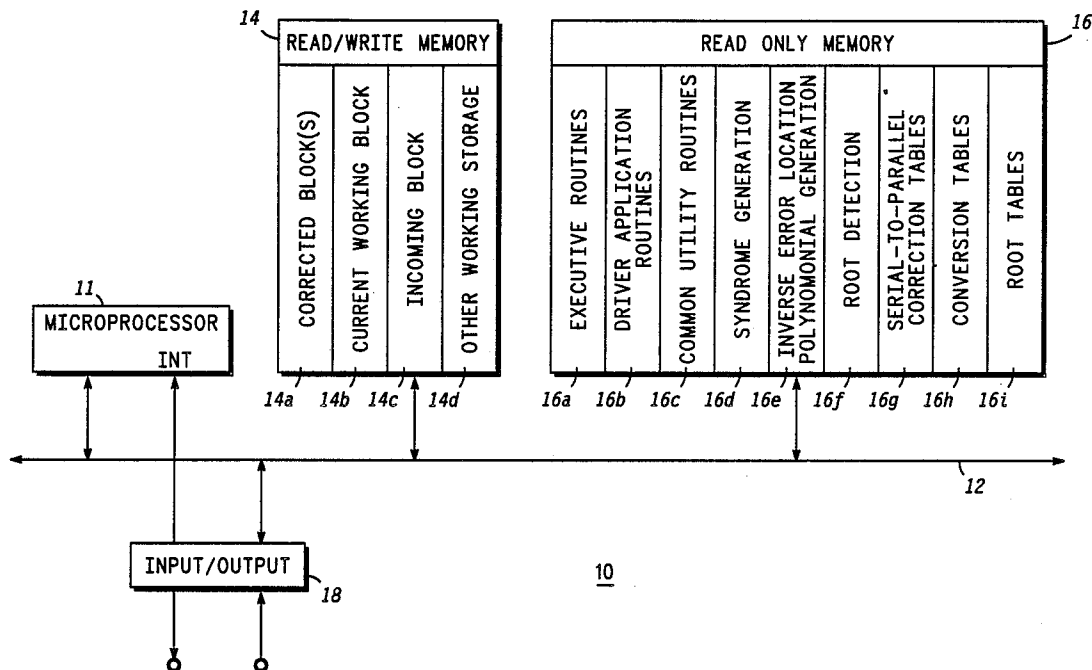 14
READ/WRITE MEMORY
CORRECTED BLOCK(S)
CURRENT WORKING BLOCK
INCOMING BLOCK
OTHER WORKING STORAGE
14a
14b
14c
14d
16
READ ONLY MEMORY
EXECUTIVE ROUTINES
DRIVER APPLICATION
ROUTINES
COMMON UTILITY ROUTINES
SYNDROME GENERATION
INVERSE ERROR LOCATION
POLYNOMONIAL GENERATION
ROOT DETECTION
SERIAL-TO-PARALLEL
CORRECTION TABLES
CONVERSION TABLES
ROOT TABLES
16a
16b
16c
16d
16e
16f
16g
16h
16i
11
MICROPROCESSOR
INT
12
INPUT/OUTPUT
18
10